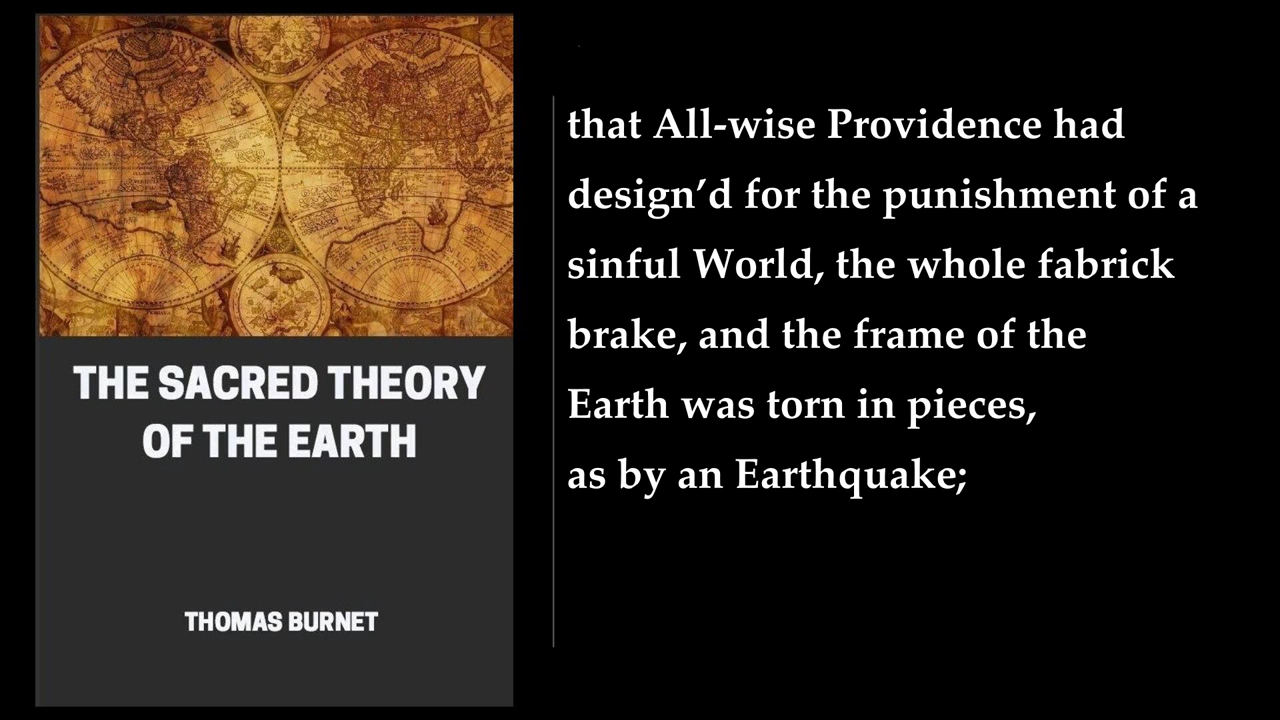 THE SACRED THEORY
OF THE EARTH
THOMAS BURNET
that All-wise Providence had
design’d for the punishment of a
sinful World, the whole fabrick
brake, and the frame of the
Earth was torn in pieces,
as by an Earthquake;